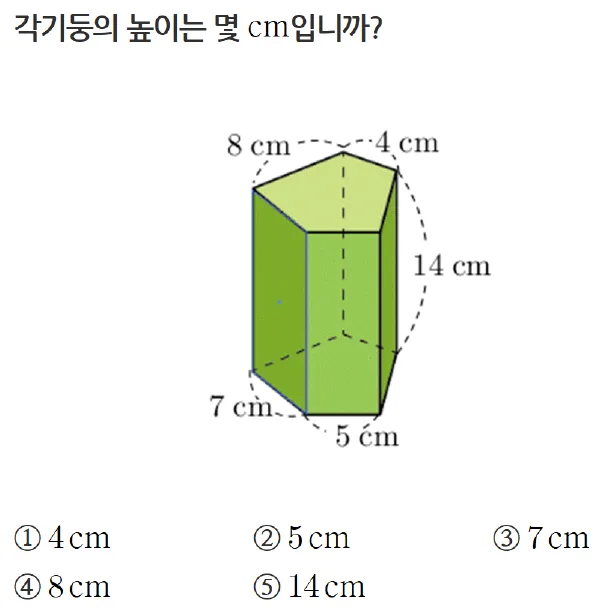 각기둥의 높이는 몇 cm입니까?
8 cm 4 cm
14 cm
7 cm
5 cm
① 4 cm ② 5 cm ③ 7 cm
④ 8 cm ⑤ 14 cm